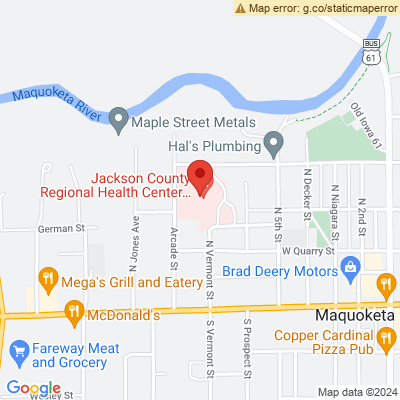 Map error: g.co/staticmaperror
BUS
61
Maquoketa River
Maple Street Metals
Old Iowa 61
Hal's Plumbing
Jackson County
Regional Health Center...
N Jones Ave
German St
Arcade St
N Vermont St
N 5th St
N Decker St
N Niagara St
N 2nd St
W Quarry St
Mega's Grill and Eatery
Brad Deery Motors
McDonald's
Maquoketa
S Vermont St
S Prospect St
Copper Cardinal
Pizza Pub
Fareway Meat
and Grocery
Wesley St
Google
Map data ©2024